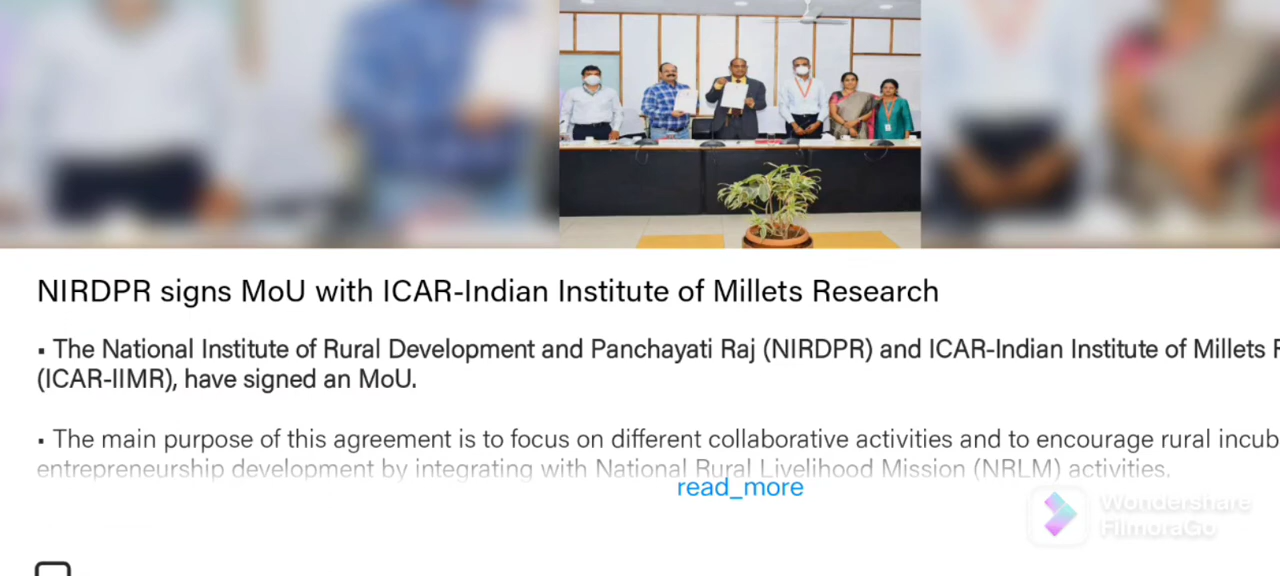 NIRDPR signs MoU with ICAR-Indian Institute of Millets Research
▪ The National Institute of Rural Development and Panchayati Raj (NIRDPR) and ICAR-Indian Institute of Millets
(ICAR-IIMR), have signed an MoU.
▪ The main purpose of this agreement is to focus on different collaborative activities and to encourage rural
entrepreneurship development by integrating with National Rural Livelihood Mission (NRLM) activities.
read_more
Wondershare
FilmoraGo